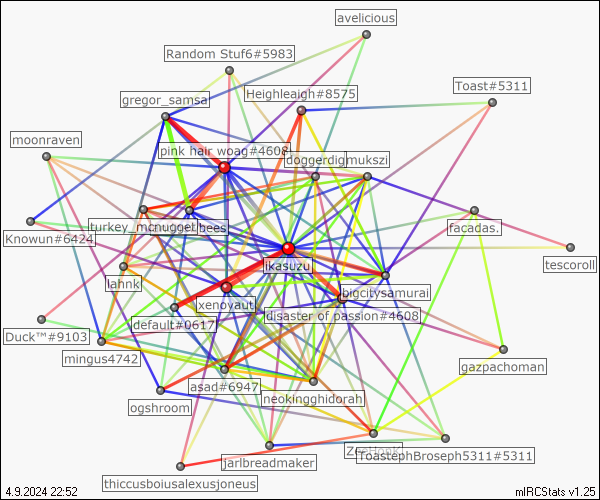 avelicious
Random Stuf6#5983
Toast#5311
Heighleaigh#8575
gregor_samsa
moonraven
pink hair woag#4608
doggerdig
mukszi
turkey_mcnugget
bees
facadas.
Knowun#6424
tescoroll
ikasuzu
lahnk
bigcitysamurai
xenovaut
disaster of passion#4608
default#0617
Duck™#9103
mingus4742
gazpachoman
asad#6947
neokingghidorah
ogshroom
ToastephBroseph5311#5311
jarlbreadmaker
thiccusboiusalexusjoneus
4.9.2024 22:52
mIRCStats v1.25